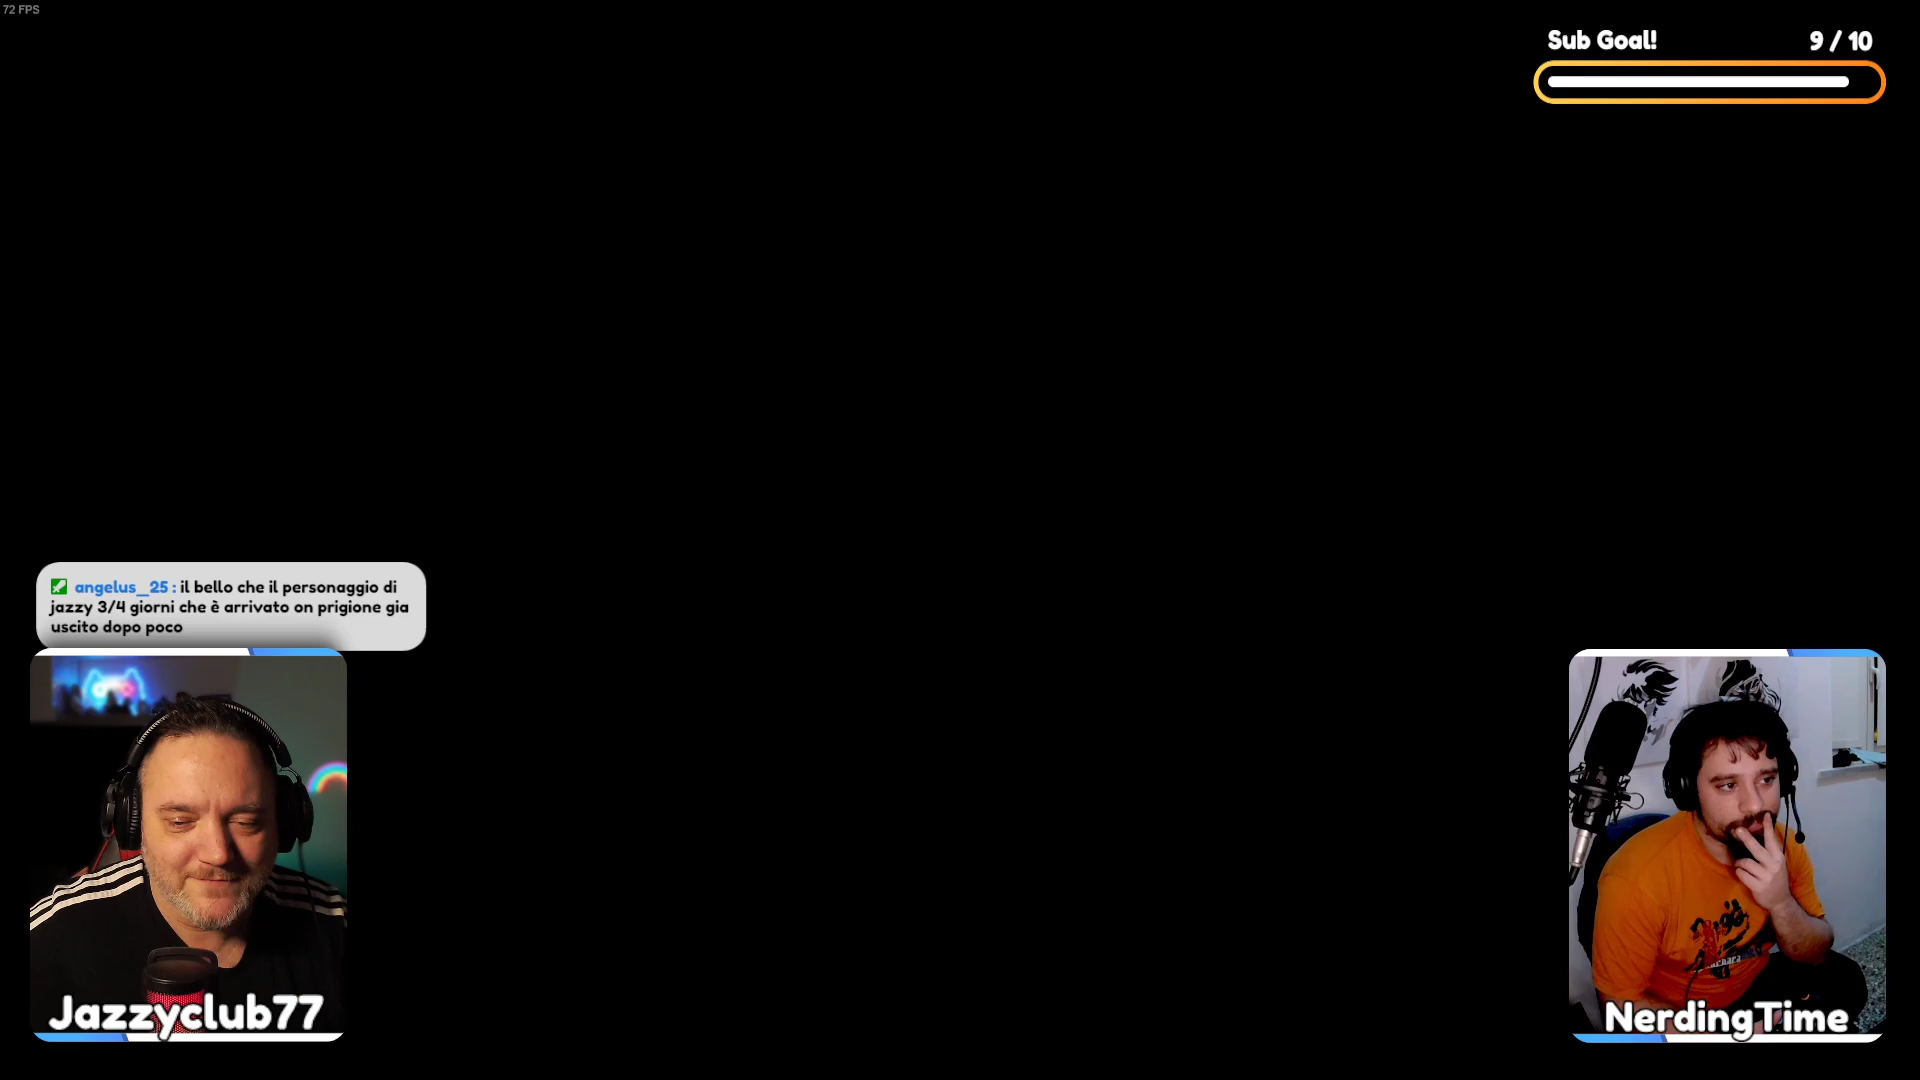 72 FPS
Sub Goal! 9 / 10
angelus_25 : il bello che il personaggio di
jazzy 3/4 giorni che è arrivato on prigione gia
uscito dopo poco
Jazzyclub77
NerdingTime